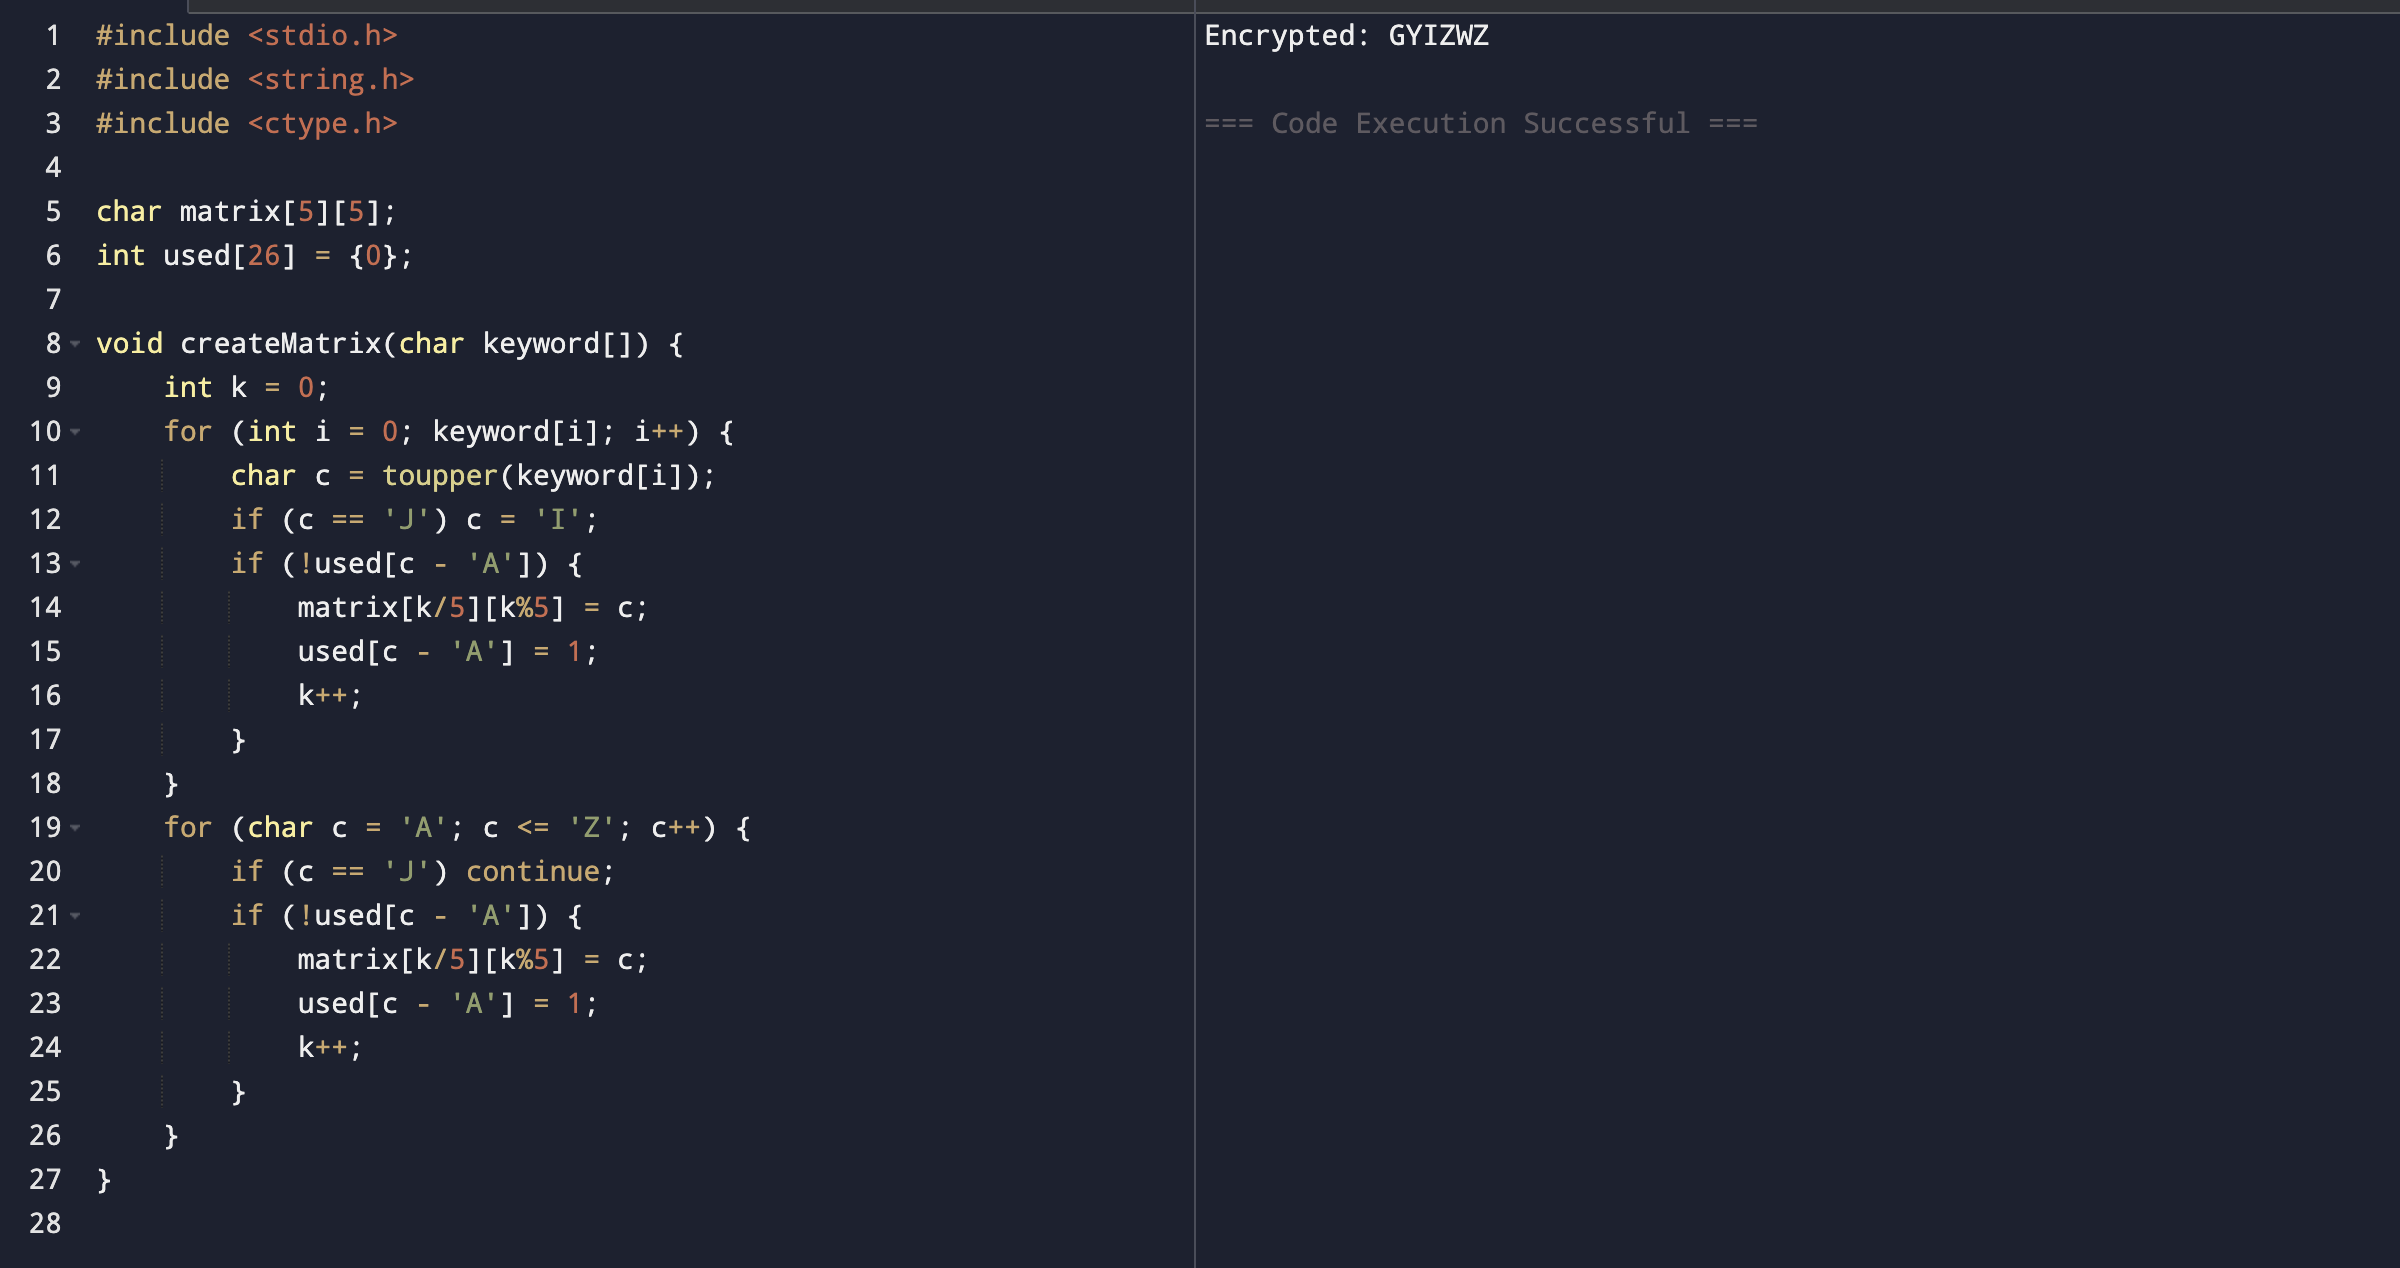 1 #include <stdio.h>
2 #include <string.h>
3 #include <ctype.h>
4
5 char matrix[5][5];
6 int used[26] = {0};
7
8 void createMatrix(char keyword[]) {
9     int k = 0;
10     for (int i = 0; keyword[i]; i++) {
11         char c = toupper(keyword[i]);
12         if (c == 'J') c = 'I';
13         if (!used[c - 'A']) {
14             matrix[k/5][k%5] = c;
15             used[c - 'A'] = 1;
16             k++;
17         }
18     }
19     for (char c = 'A'; c <= 'Z'; c++) {
20         if (c == 'J') continue;
21         if (!used[c - 'A']) {
22             matrix[k/5][k%5] = c;
23             used[c - 'A'] = 1;
24             k++;
25         }
26     }
27 }
28
Encrypted: GYIZWZ
=== Code Execution Successful ===